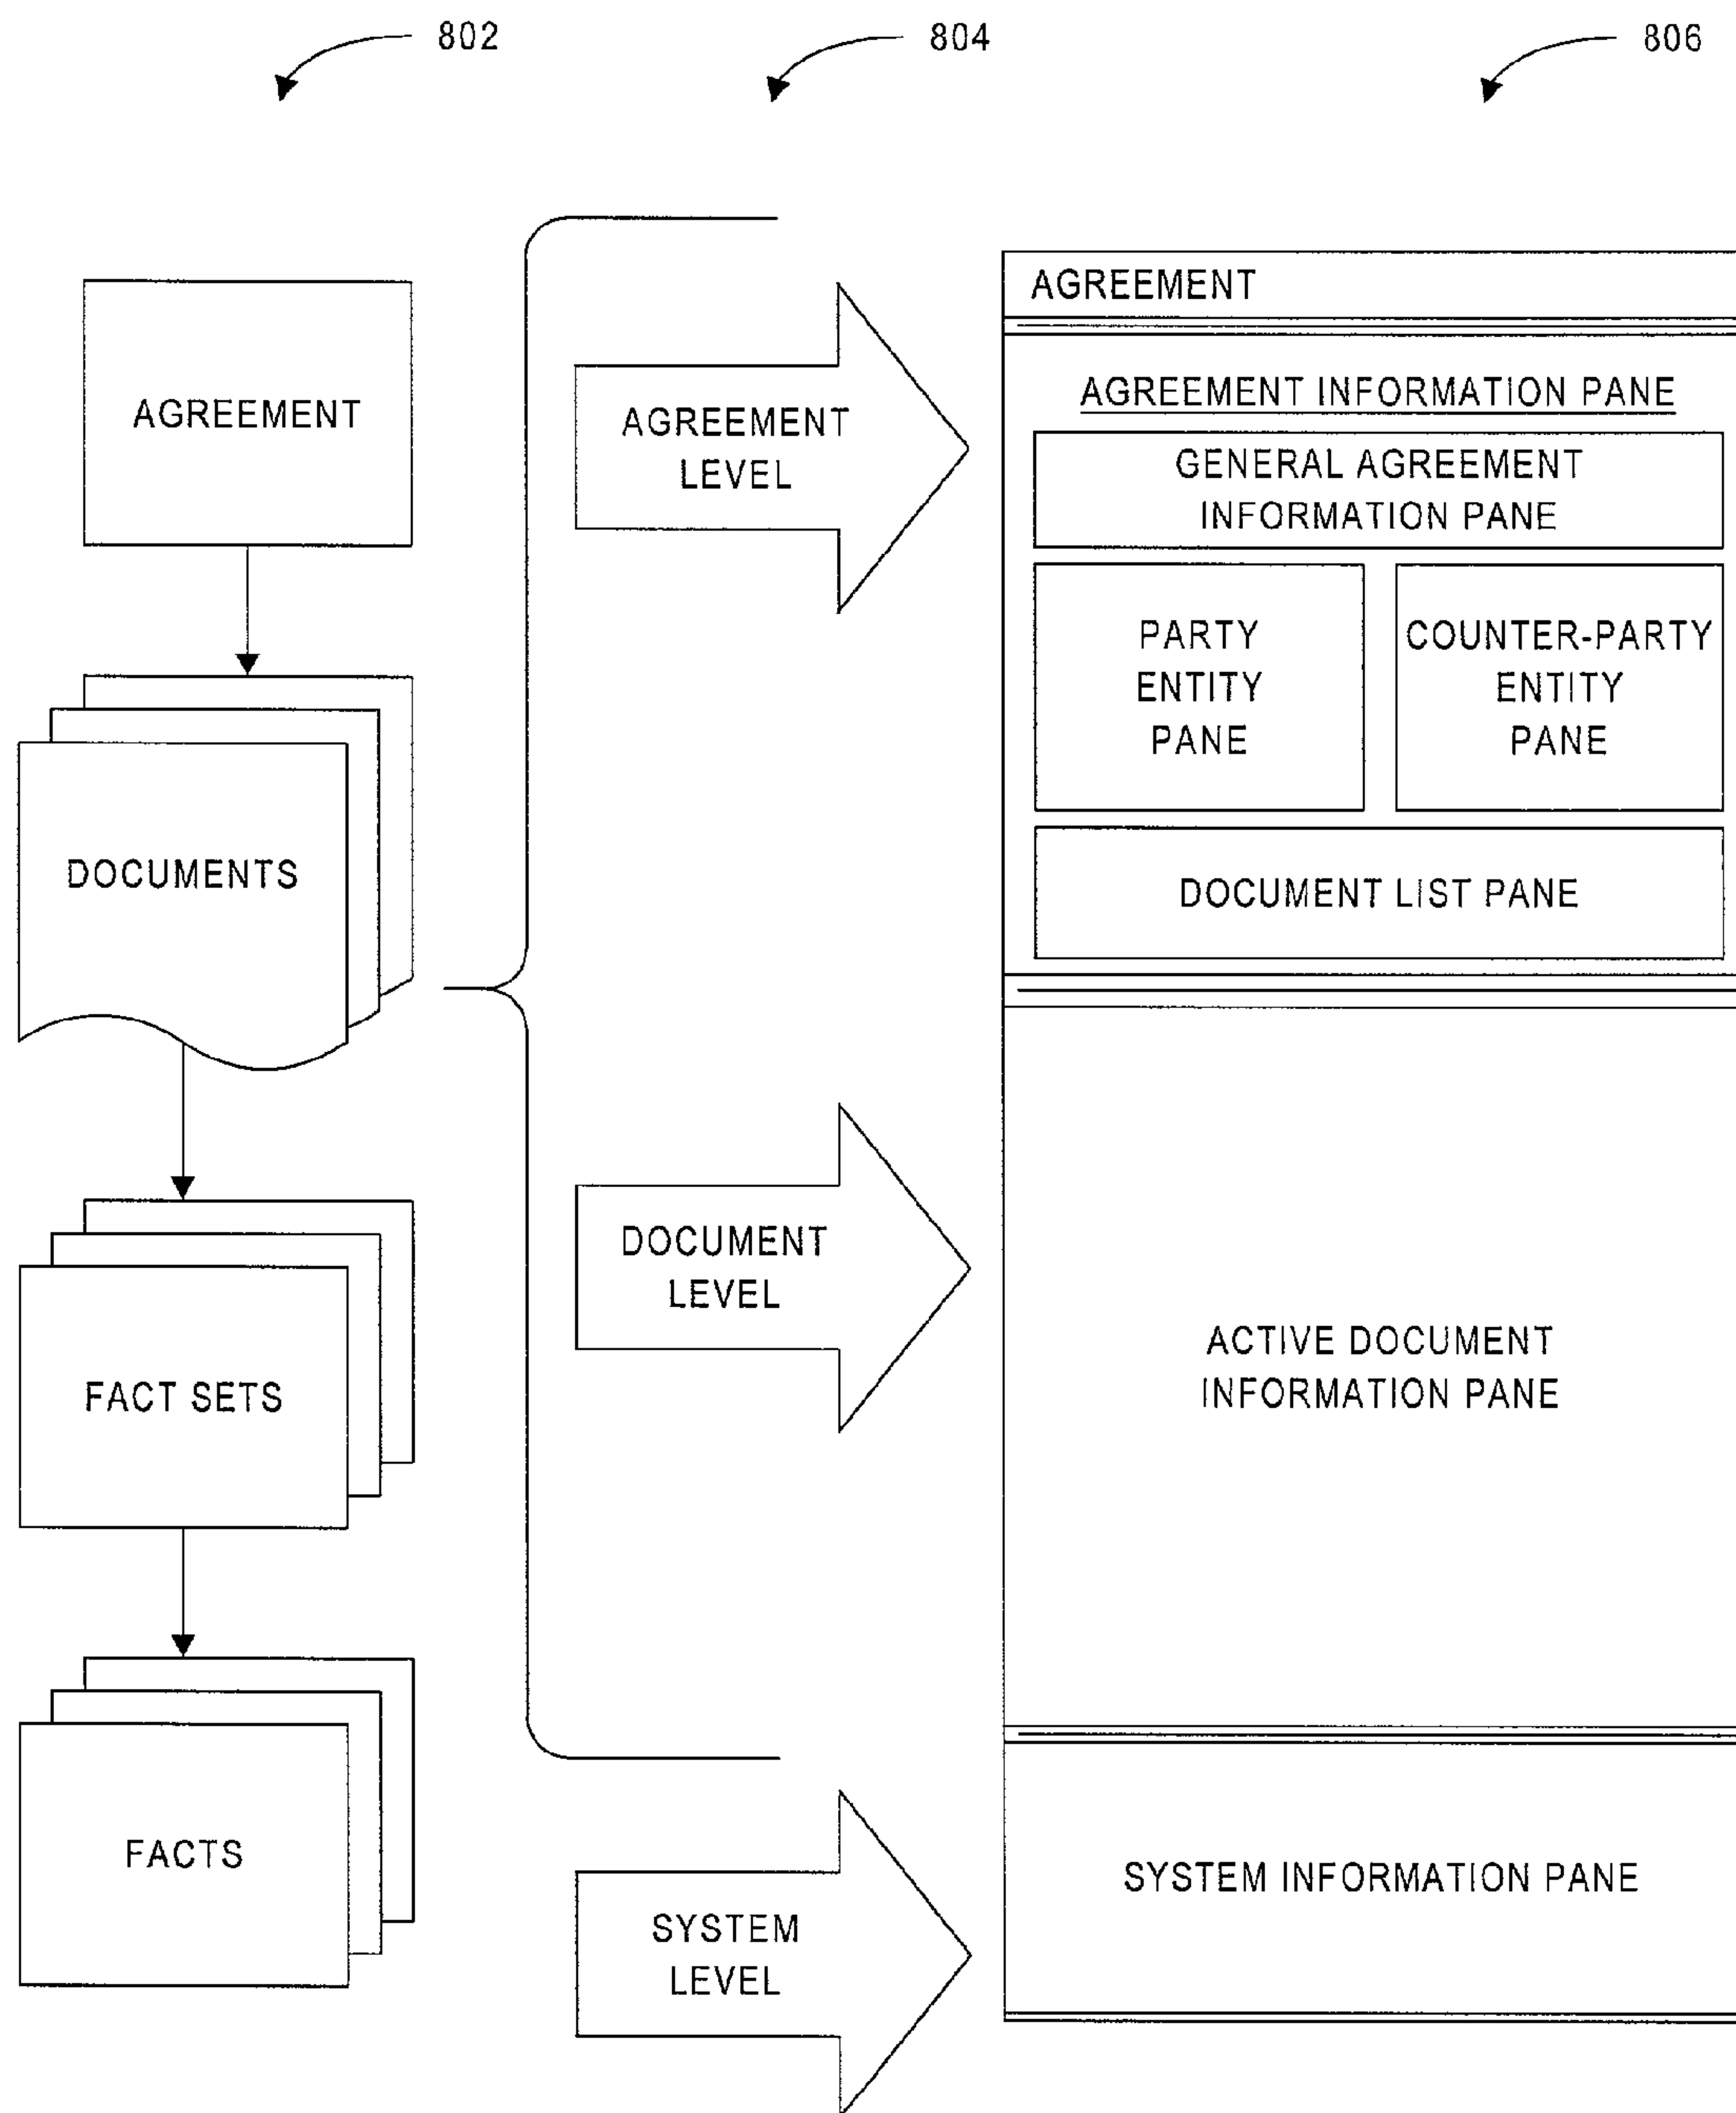 802
804
806
AGREEMENT
DOCUMENTS
FACT SETS
FACTS
AGREEMENT
LEVEL
DOCUMENT
LEVEL
SYSTEM
LEVEL
AGREEMENT
AGREEMENT INFORMATION PANE
GENERAL AGREEMENT
INFORMATION PANE
PARTY
ENTITY
PANE
COUNTER-PARTY
ENTITY
PANE
DOCUMENT LIST PANE
ACTIVE DOCUMENT
INFORMATION PANE
SYSTEM INFORMATION PANE